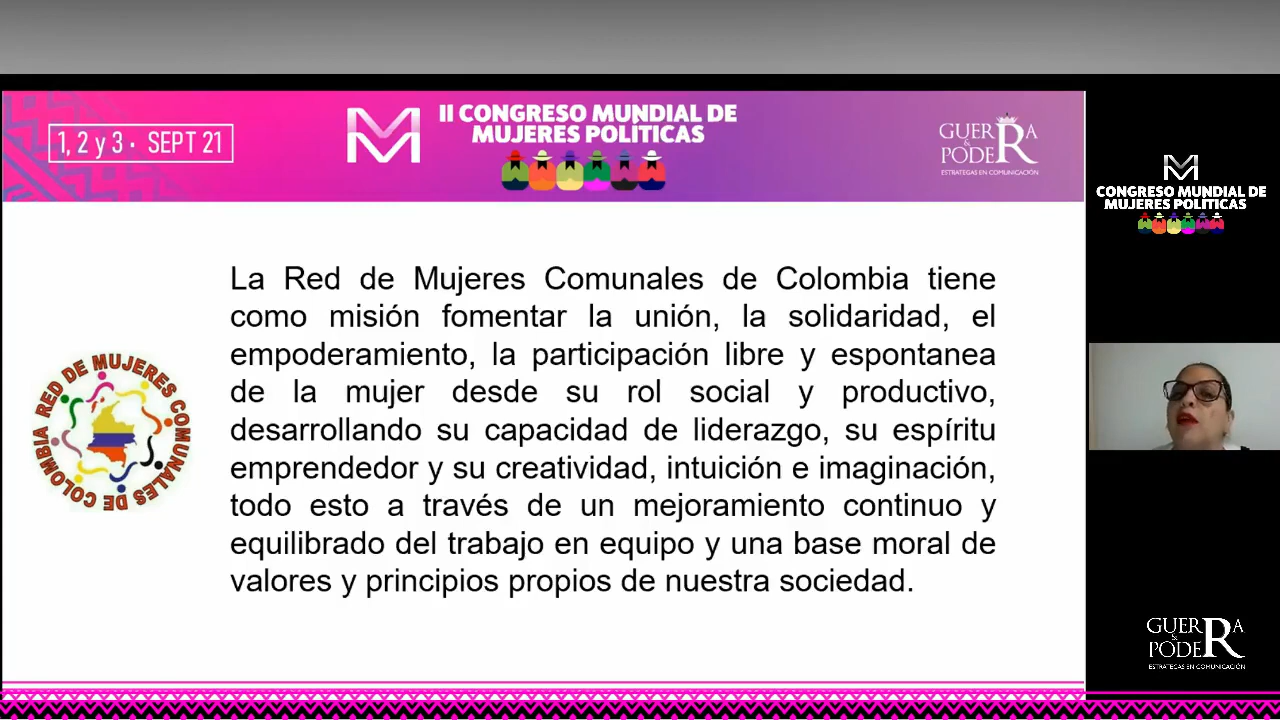 1, 2 y 3 · SEPT 21
II CONGRESO MUNDIAL DE
MUJERES POLÍTICAS
GUERRA
&
PODER
ESTRATEGAS EN COMUNICACIÓN
CONGRESO MUNDIAL DE
MUJERES POLÍTICAS
La Red de Mujeres Comunales de Colombia tiene
como misión fomentar la unión, la solidaridad, el
empoderamiento, la participación libre y espontanea
de la mujer desde su rol social y productivo,
desarrollando su capacidad de liderazgo, su espíritu
emprendedor y su creatividad, intuición e imaginación,
todo esto a través de un mejoramiento continuo y
equilibrado del trabajo en equipo y una base moral de
valores y principios propios de nuestra sociedad.
RED DE MUJERES COMUNALES DE COLOMBIA
GUERRA
&
PODER
ESTRATEGAS EN COMUNICACIÓN